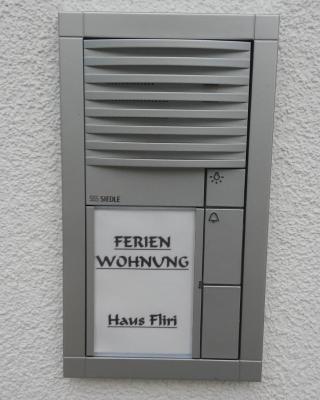 SSS SIEDLE
FERIEN
WOHNUNG
Haus Fliri